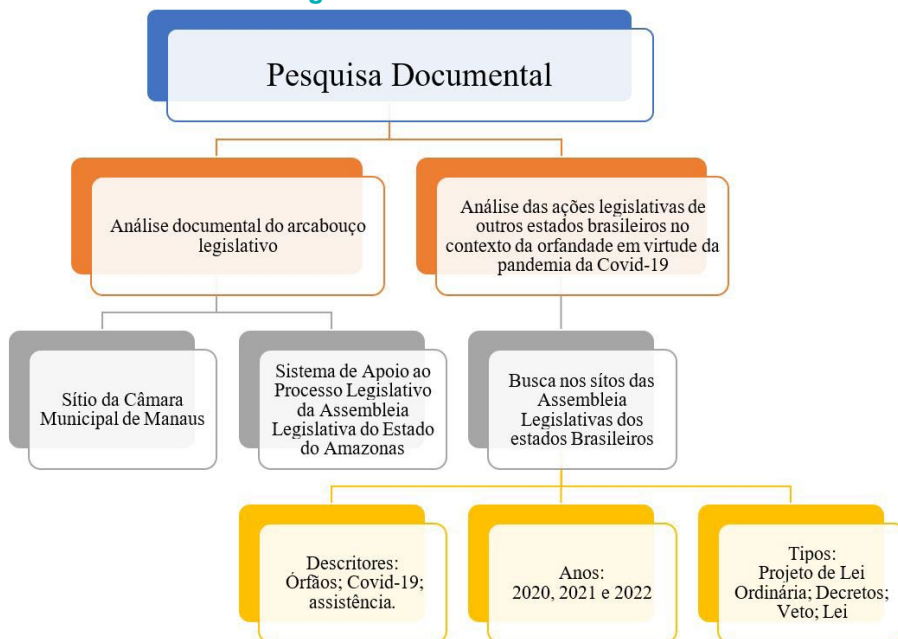 Pesquisa Documental
Análise documental do arcabouço
legislativo
Análise das ações legislativas de
outros estados brasileiros no
contexto da orfandade em virtude da
pandemia da Covid-19
Sítio da Câmara
Municipal de Manaus
Sistema de Apoio ao
Processo Legislativo
da Assembleia
Legislativa do Estado
do Amazonas
Busca nos sítos das
Assembleia
Legislativas dos
estados Brasileiros
Descritores:
Órfãos; Covid-19;
assistência.
Anos:
2020, 2021 e 2022
Tipos:
Projeto de Lei
Ordinária; Decretos;
Veto; Lei